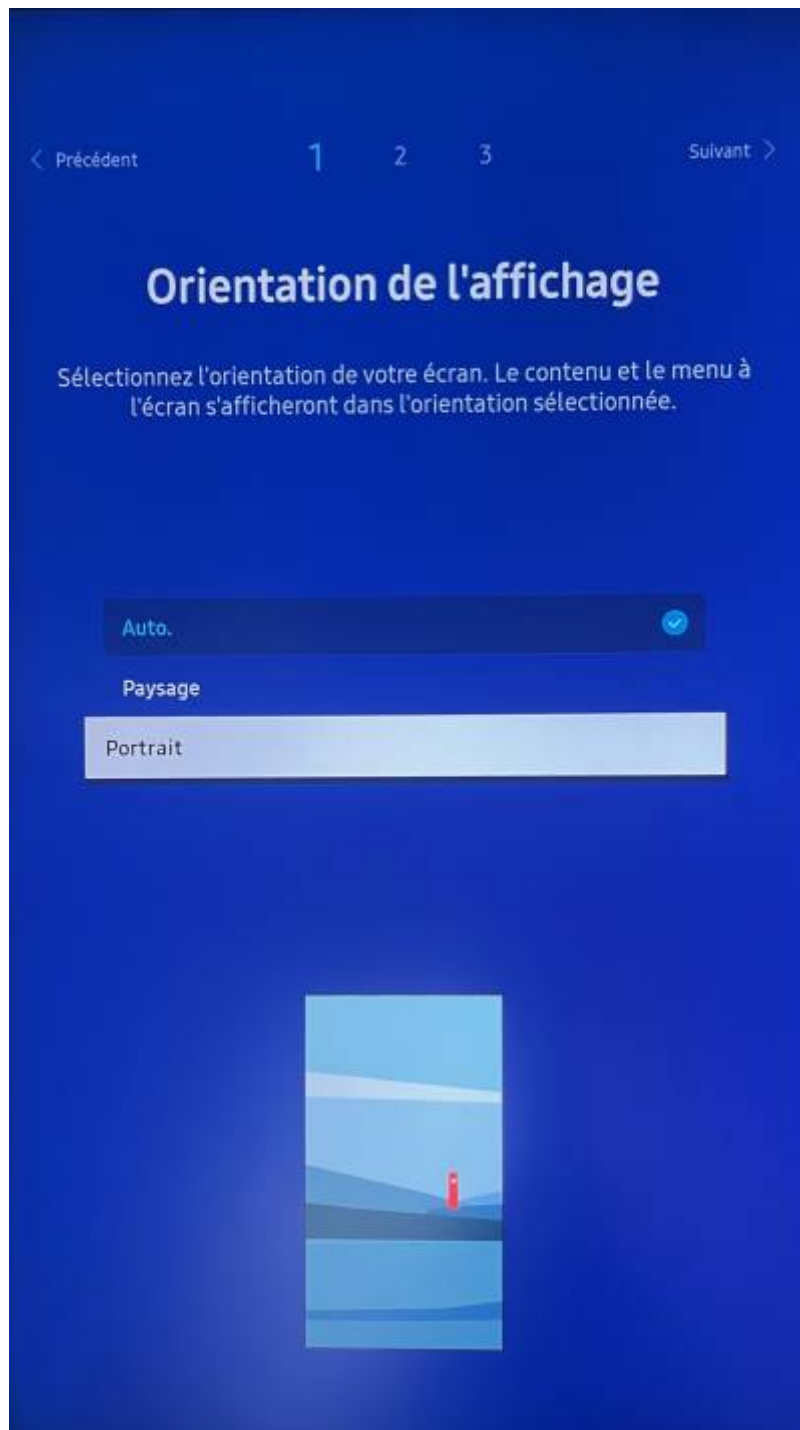 Précédent
1 2 3
Suivant
Orientation de l'affichage
Sélectionnez l'orientation de votre écran. Le contenu et le menu à
l'écran s'afficheront dans l'orientation sélectionnée.
Auto.
Paysage
Portrait